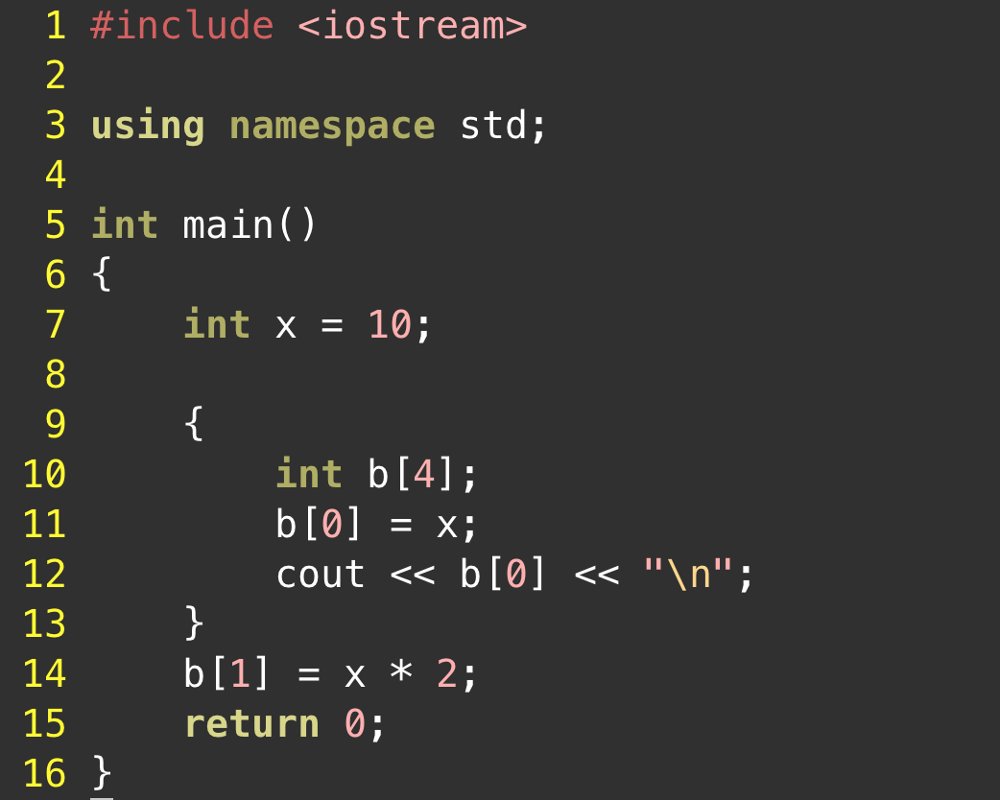 1 #include <iostream>
2
3 using namespace std;
4
5 int main()
6 {
7     int x = 10;
8
9     {
10         int b[4];
11         b[0] = x;
12         cout << b[0] << "\n";
13     }
14     b[1] = x * 2;
15     return 0;
16 }